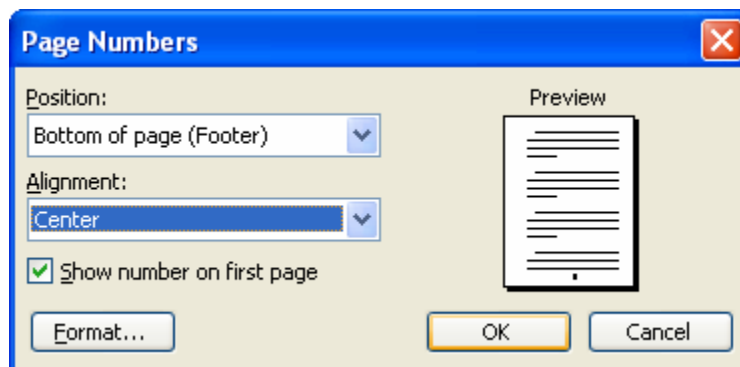 Page Numbers
Position:
Bottom of page (Footer)
Alignment:
Center
Show number on first page
Format...
Preview
OK
Cancel